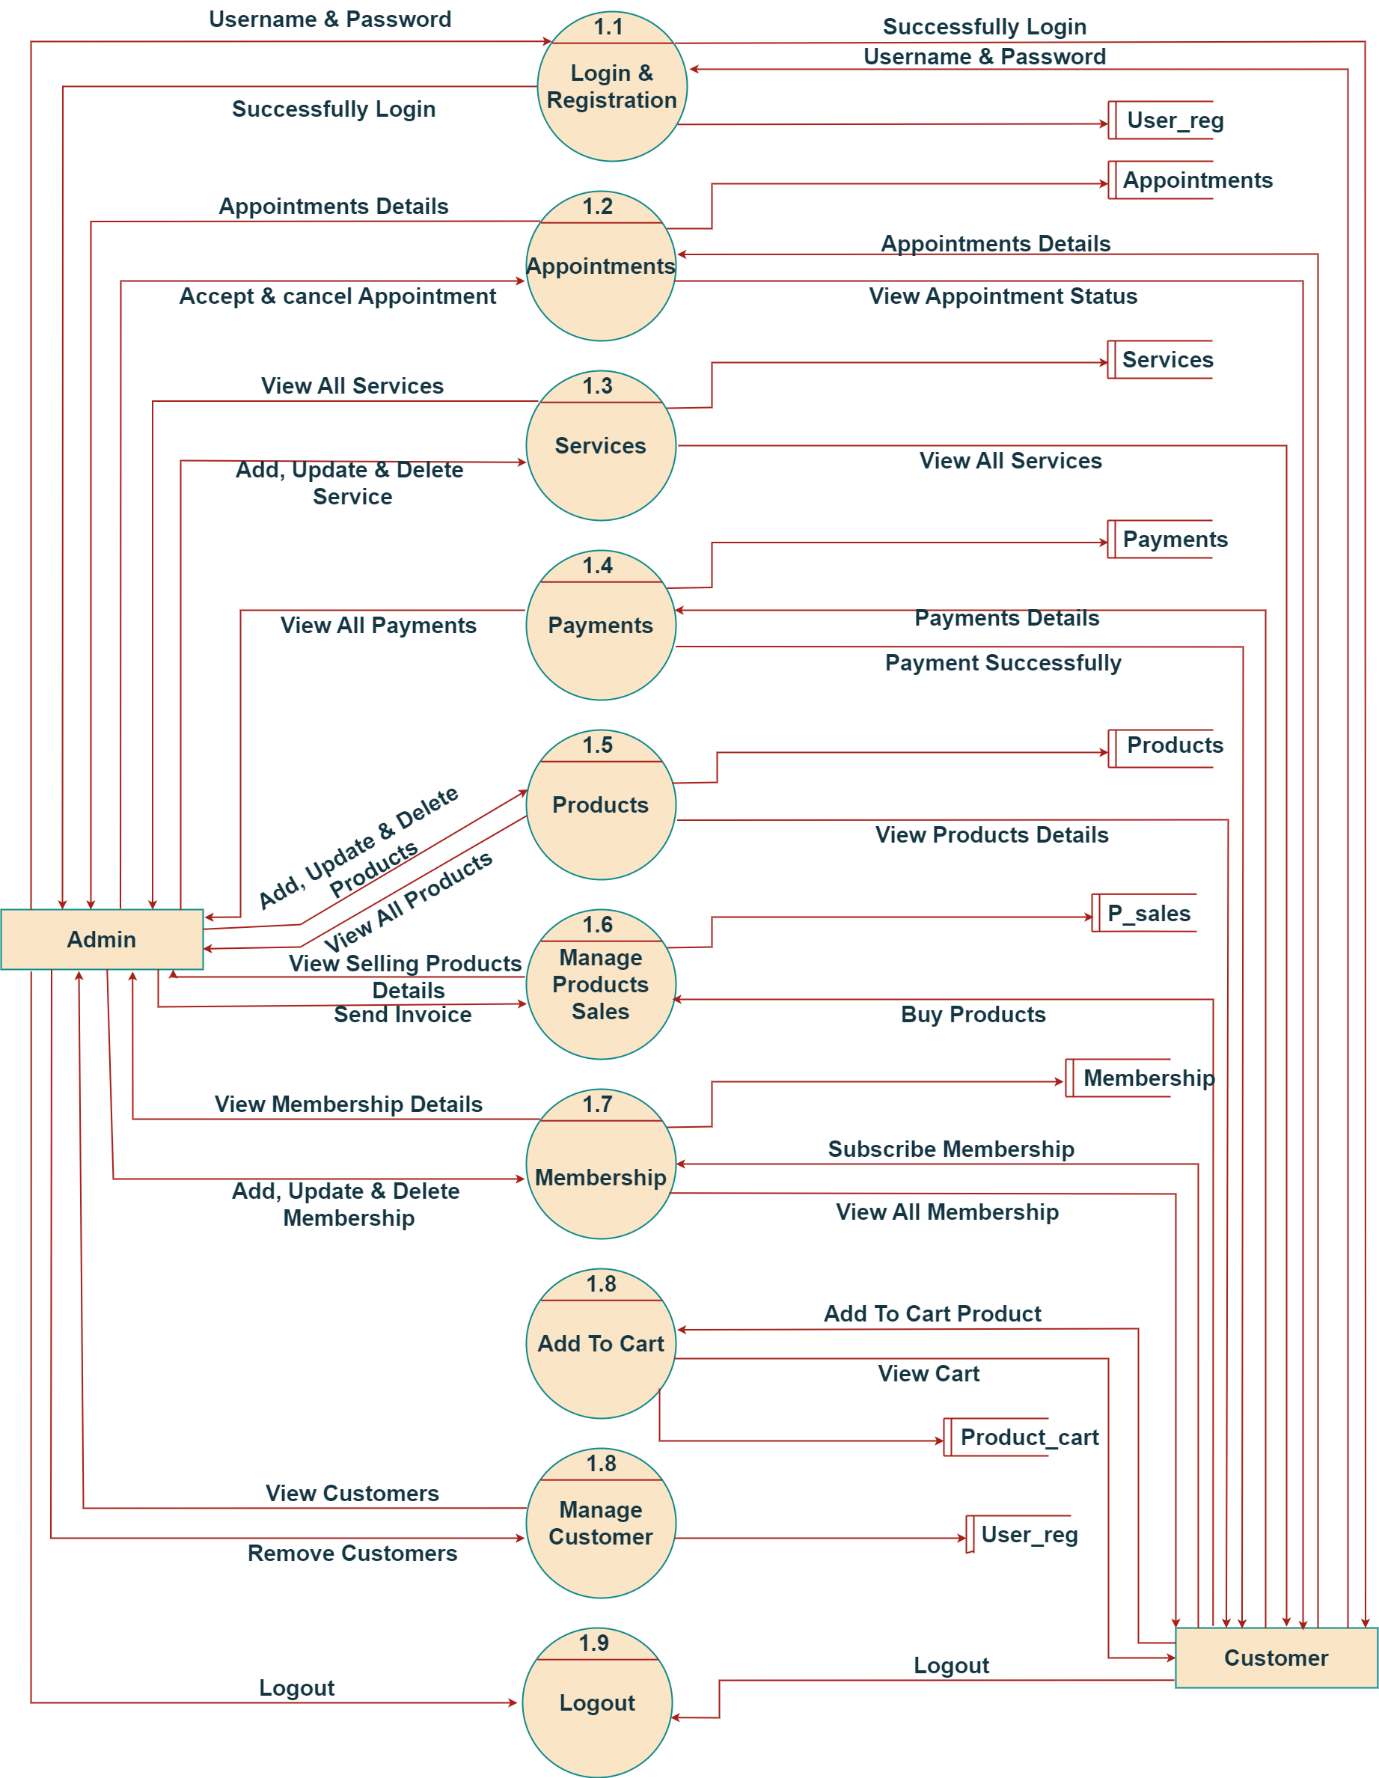 Username & Password
1.1
Successfully Login
Username & Password
Login &
Registration
Successfully Login
User_reg
Appointments
1.2
Appointments Details
Appointments Details
Appointments
Accept & cancel Appointment
View Appointment Status
Services
1.3
View All Services
Services
View All Services
Add, Update & Delete
Service
Payments
1.4
Payments Details
View All Payments
Payments
Payment Successfully
1.5
Products
Products
Add, Update & Delete
Products
View Products Details
View All Products
P_sales
1.6
Admin
Manage
Products
Sales
View Selling Products
Details
Send Invoice
Buy Products
Membership
1.7
View Membership Details
Subscribe Membership
Membership
Add, Update & Delete
Membership
View All Membership
1.8
Add To Cart Product
Add To Cart
View Cart
Product_cart
1.8
View Customers
Manage
Customer
User_reg
Remove Customers
1.9
Customer
Logout
Logout
Logout